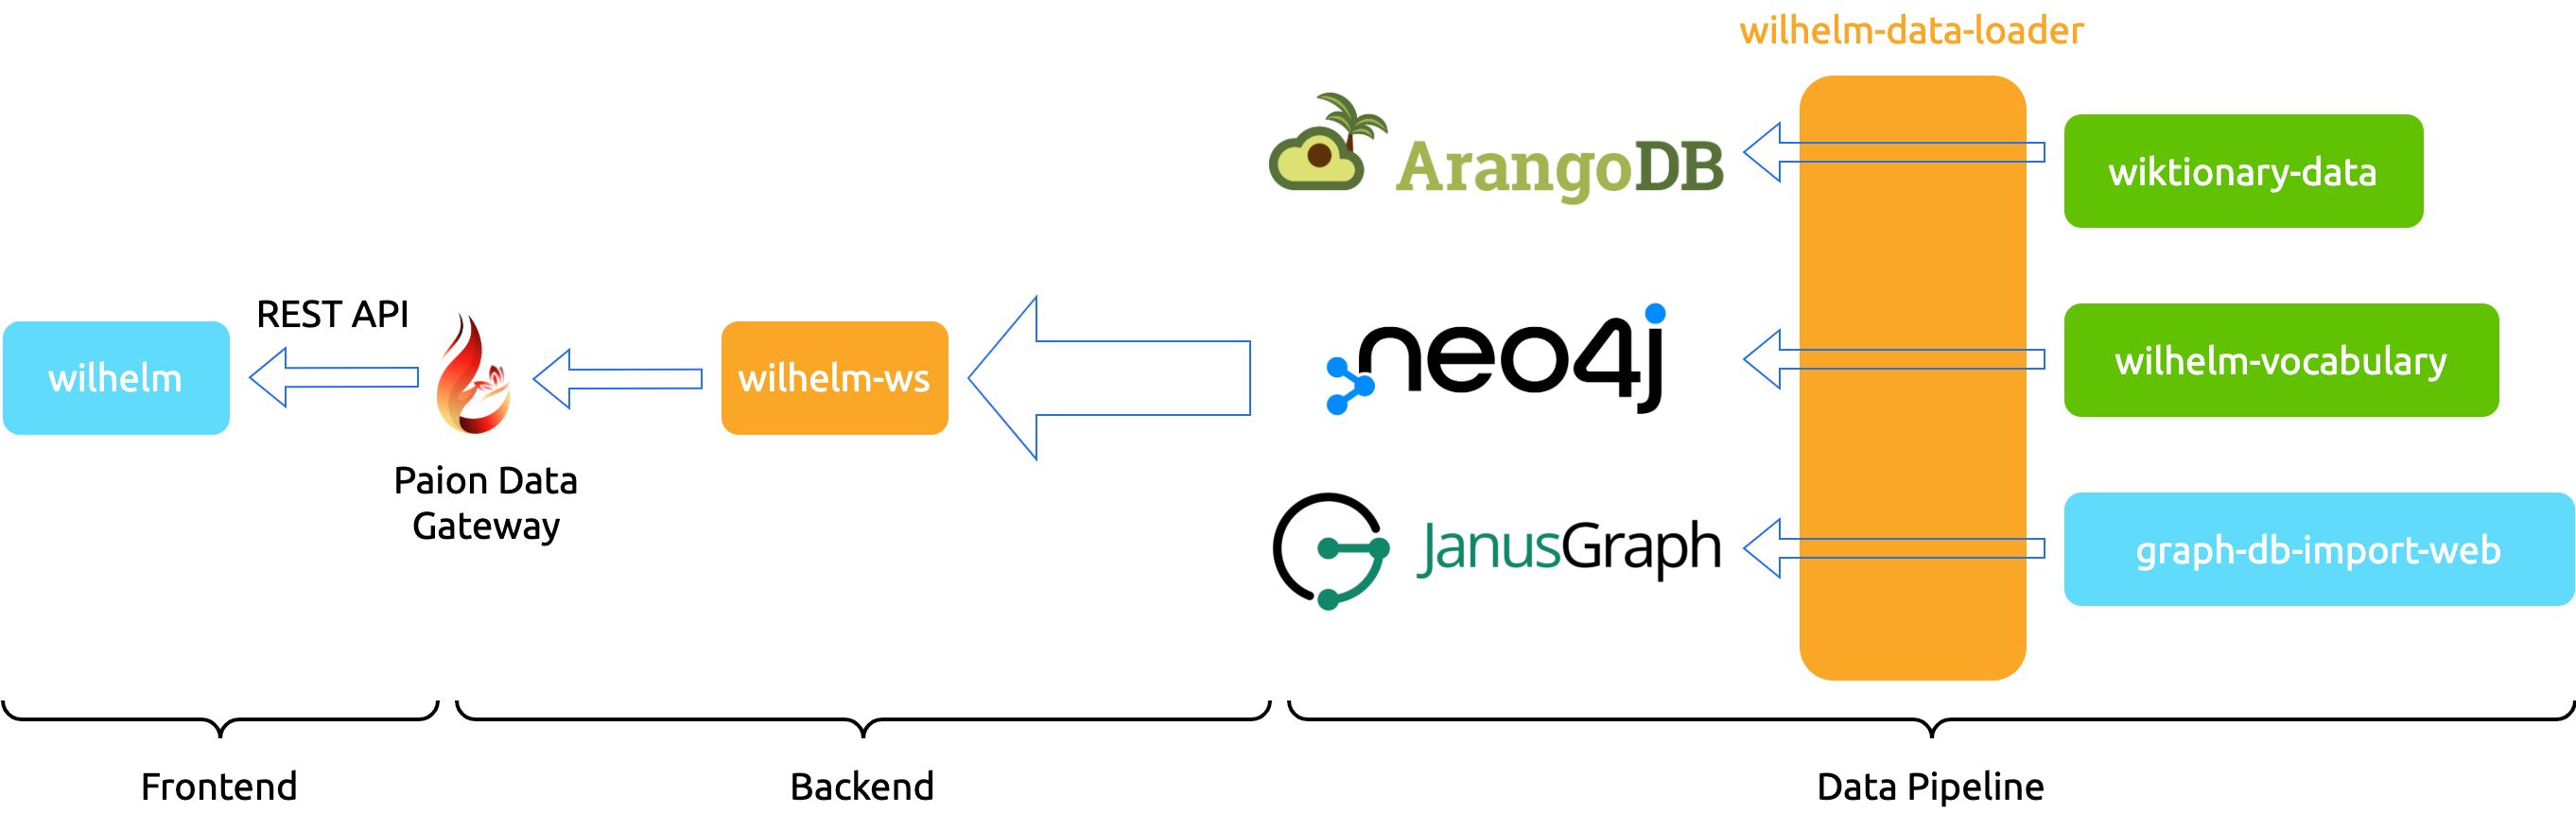 wilhelm-data-loader
ArangoDB
wiktionary-data
REST API
wilhelm
wilhelm-ws
neo4j
wilhelm-vocabulary
Paion Data
Gateway
JanusGraph
graph-db-import-web
Frontend
Backend
Data Pipeline